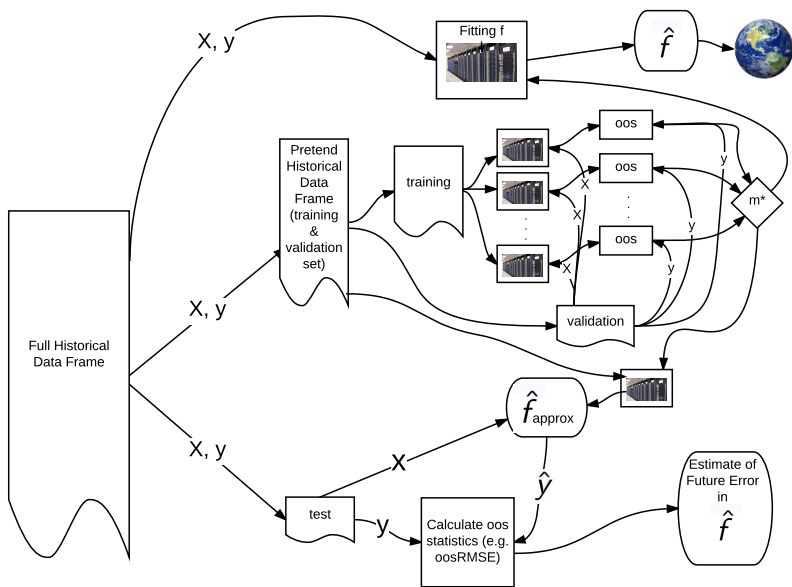 X, y
Fitting f
f̂
Pretend
Historical
Data
Frame
(training
&
validation
set)
training
oos
oos
.
.
.
oos
.
.
.
X
X
X
y
y
y
m*
validation
Full Historical
Data Frame
X, y
X, y
f̂ approx
X
ŷ
test
y
Calculate oos
statistics (e.g.
oosRMSE)
Estimate of
Future Error
in
f̂